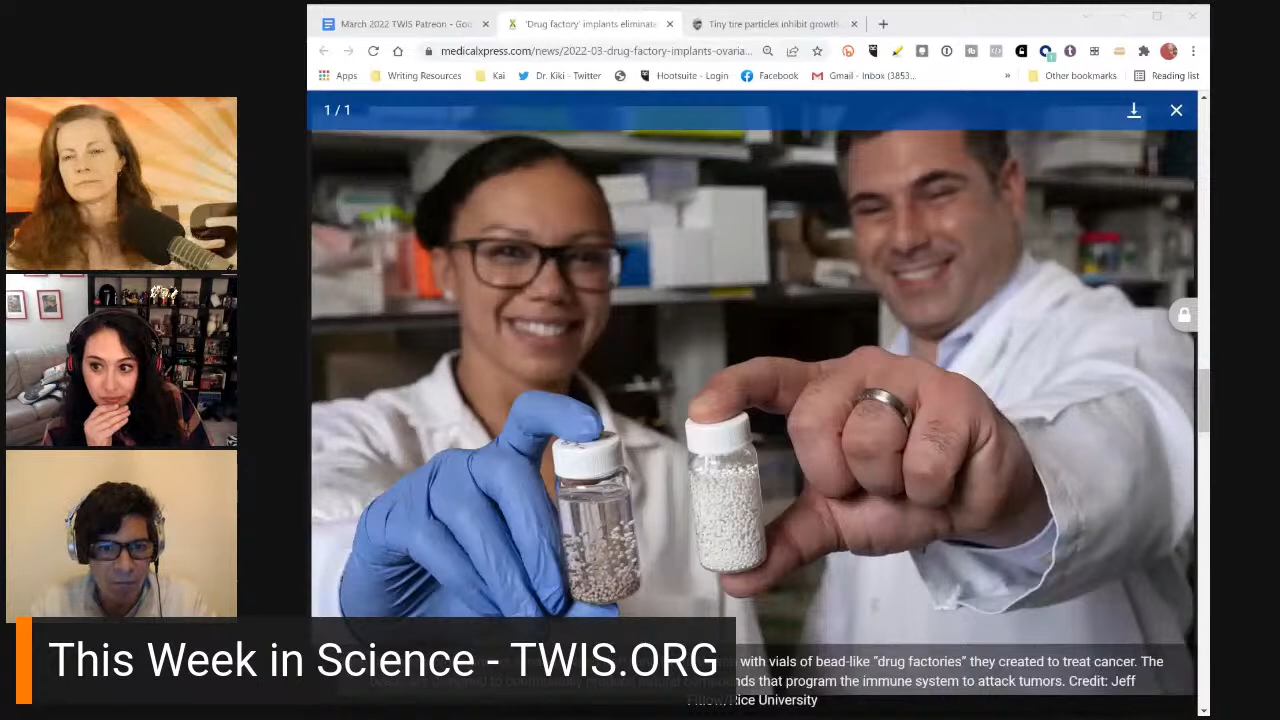 March 2022 TWIS Patreon - Goo
'Drug factory' implants eliminate
Tiny tire particles inhibit growth
medicalxpress.com/news/2022-03-drug-factory-implants-ovaria...
Apps
Writing Resources
Kai
Dr. Kiki - Twitter
Hootsuite - Login
Facebook
Gmail - Inbox (3853...
»
Other bookmarks
Reading list
1 / 1
This Week in Science - TWIS.ORG
with vials of bead-like "drug factories" they created to treat cancer. The
that program the immune system to attack tumors. Credit: Jeff
Rice University